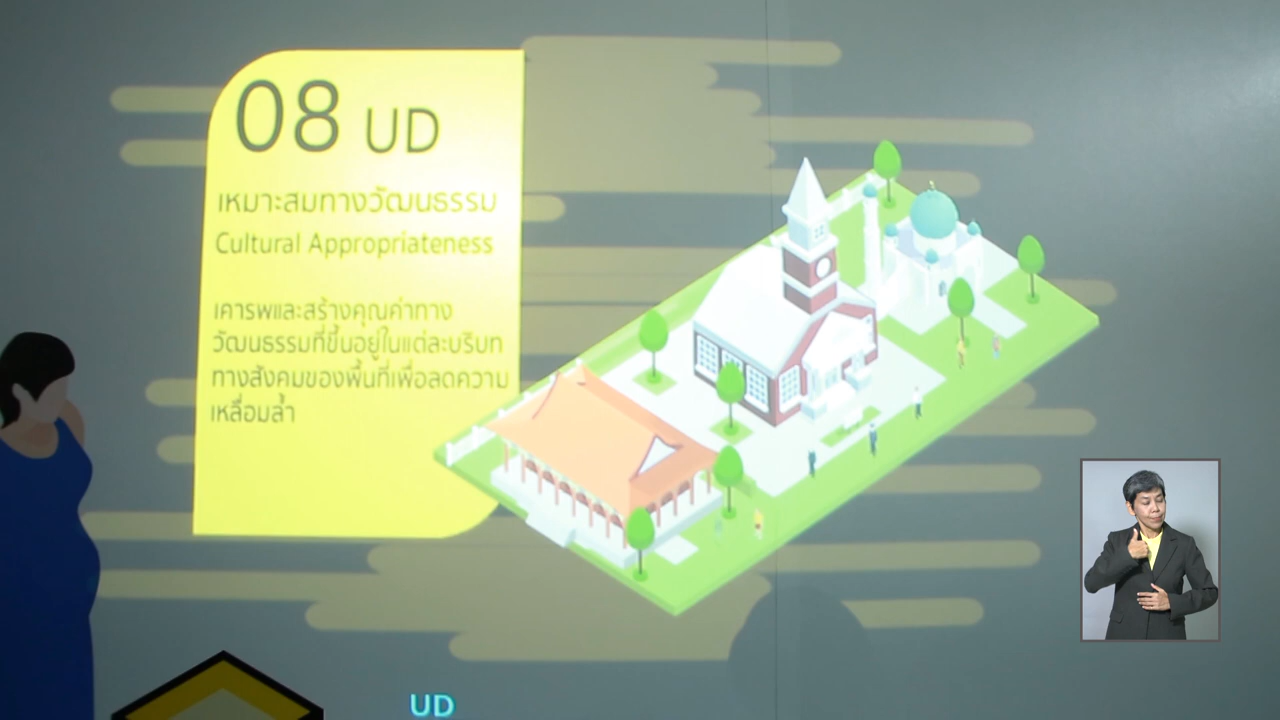 08 UD
เหมาะสมทางวัฒนธรรม
Cultural Appropriateness
เคารพและสร้างคุณค่าทาง
วัฒนธรรมที่ขึ้นอยู่ในแต่ละบริบท
ทางสังคมของพื้นที่เพื่อลดความ
เหลื่อมล้ำ
UD